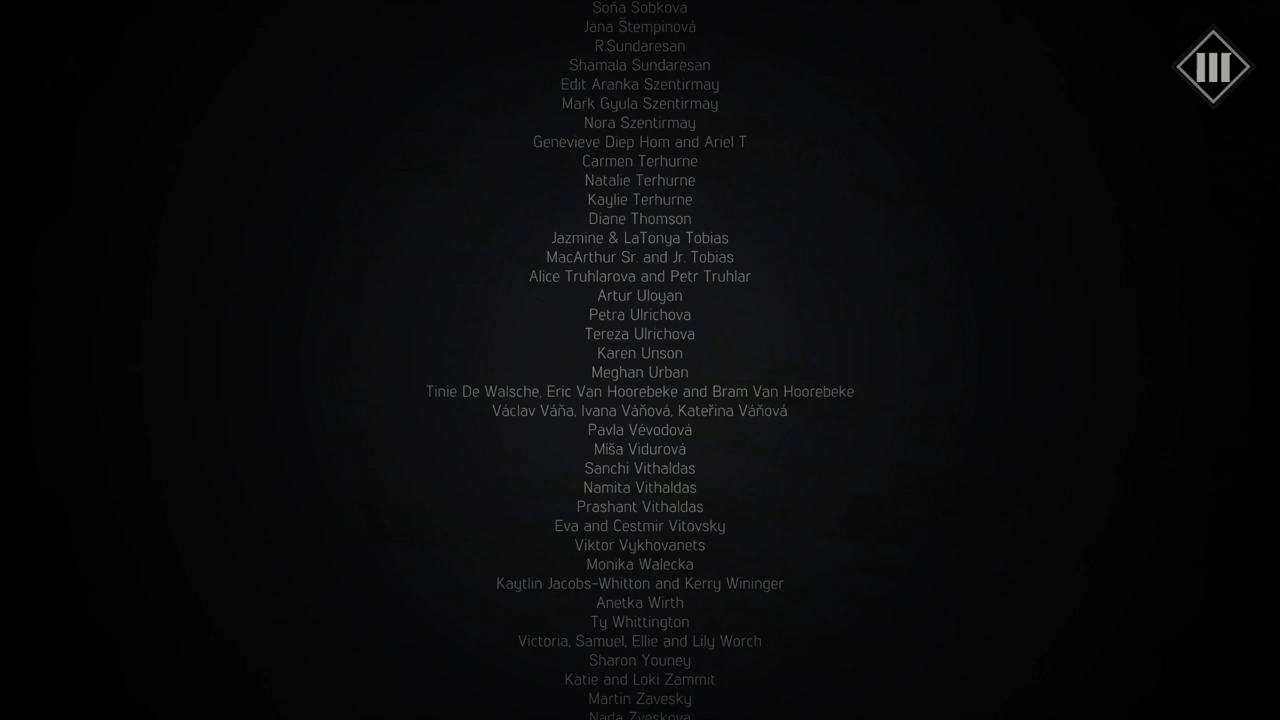 Soňa Sobková
Jana Štempinová
R.Sundaresan
Shamala Sundaresan
Edit Aranka Szentirmay
Mark Gyula Szentirmay
Nora Szentirmay
Genevieve Diep Hom and Ariel T
Carmen Terhurne
Natalie Terhurne
Kaylie Terhurne
Diane Thomson
Jazmine & LaTonya Tobias
MacArthur Sr. and Jr. Tobias
Alice Truhlarova and Petr Truhlar
Artur Uloyan
Petra Ulrichova
Tereza Ulrichova
Karen Unson
Meghan Urban
Tinie De Walsche, Eric Van Hoorebeke and Bram Van Hoorebeke
Václav Váňa, Ivana Váňová, Kateřina Váňová
Pavla Vévodová
Míša Vidurová
Sanchi Vithaldas
Namita Vithaldas
Prashant Vithaldas
Eva and Cestmir Vitovsky
Viktor Vykhovanets
Monika Walecka
Kaytlin Jacobs-Whitton and Kerry Wininger
Anetka Wirth
Ty Whittington
Victoria, Samuel, Ellie and Lily Worch
Sharon Youney
Katie and Loki Zammit
Martin Zavesky
Nada Zveskova
III